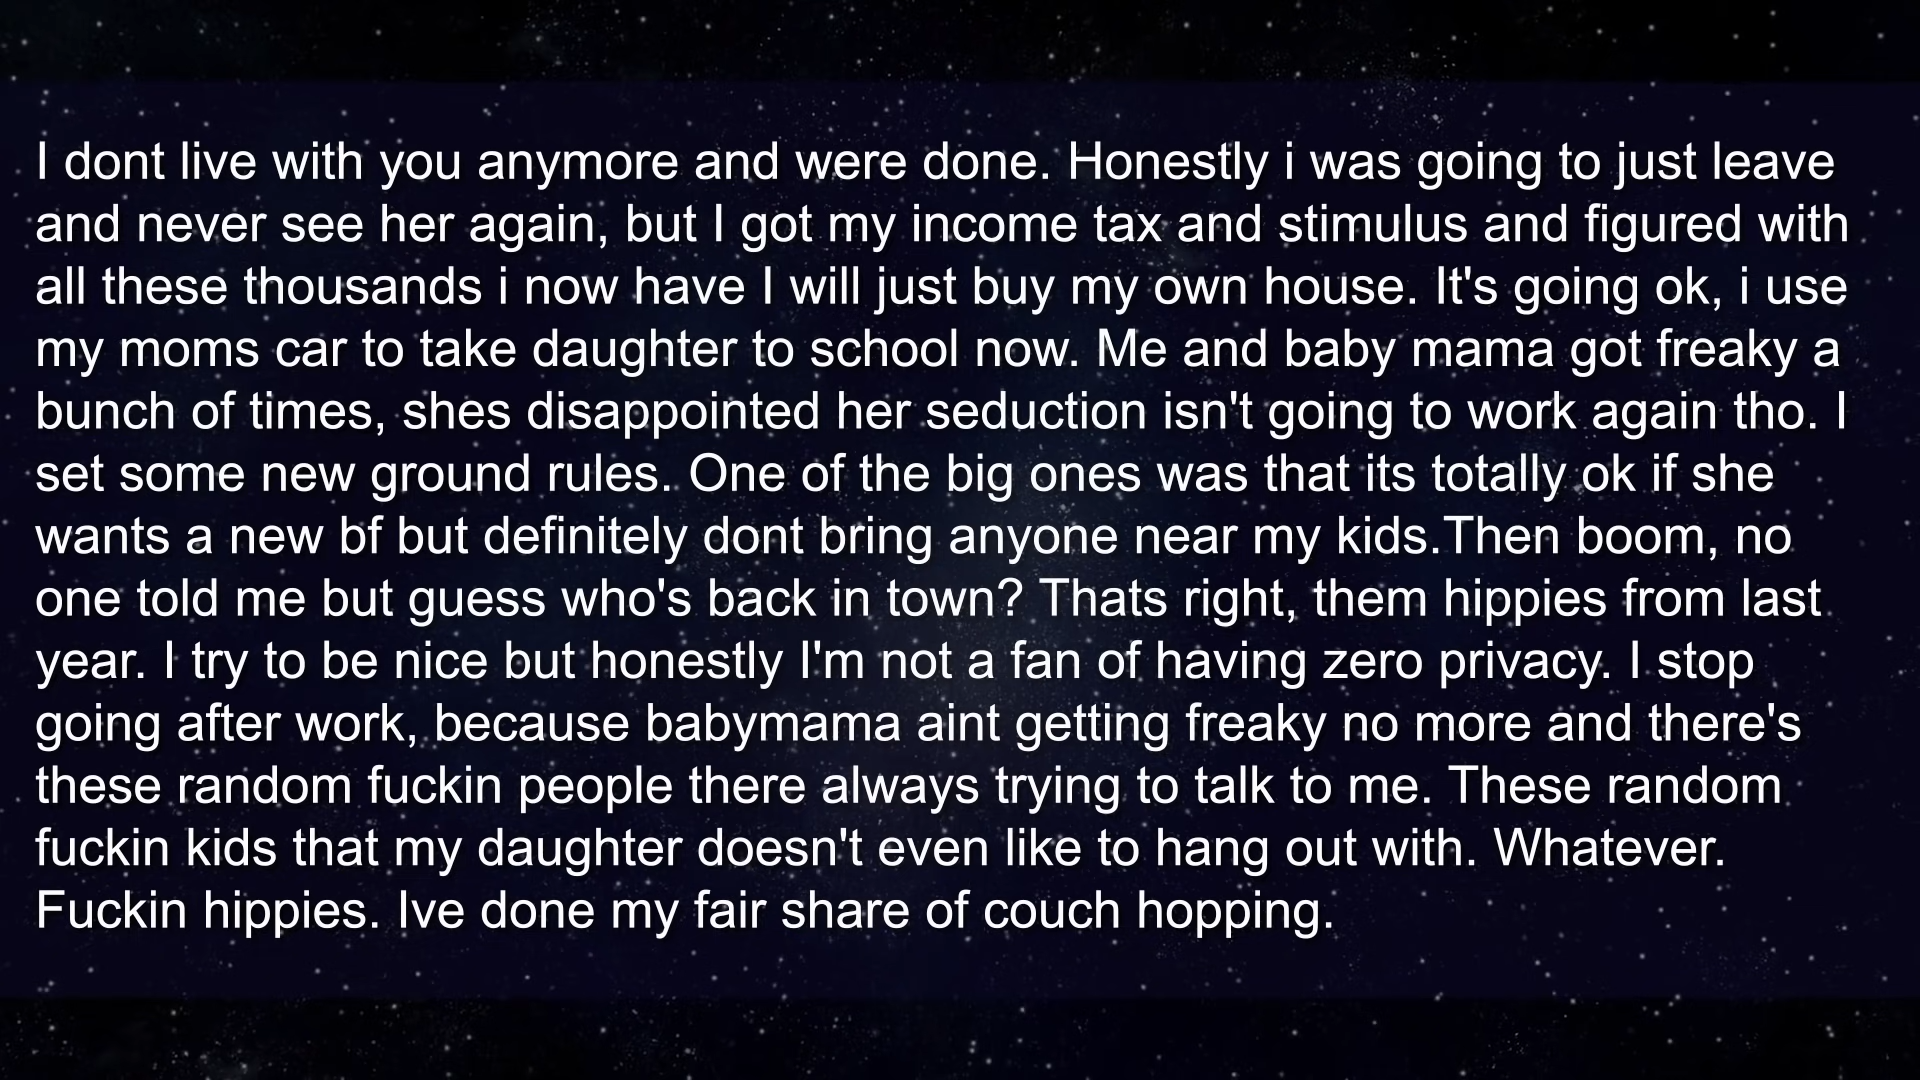 I dont live with you anymore and were done. Honestly i was going to just leave
and never see her again, but I got my income tax and stimulus and figured with
all these thousands i now have I will just buy my own house. It's going ok, i use
my moms car to take daughter to school now. Me and baby mama got freaky a
bunch of times, shes disappointed her seduction isn't going to work again tho. I
set some new ground rules. One of the big ones was that its totally ok if she
wants a new bf but definitely dont bring anyone near my kids.Then boom, no
one told me but guess who's back in town? Thats right, them hippies from last
year. I try to be nice but honestly I'm not a fan of having zero privacy. I stop
going after work, because babymama aint getting freaky no more and there's
these random fuckin people there always trying to talk to me. These random
fuckin kids that my daughter doesn't even like to hang out with. Whatever.
Fuckin hippies. Ive done my fair share of couch hopping.